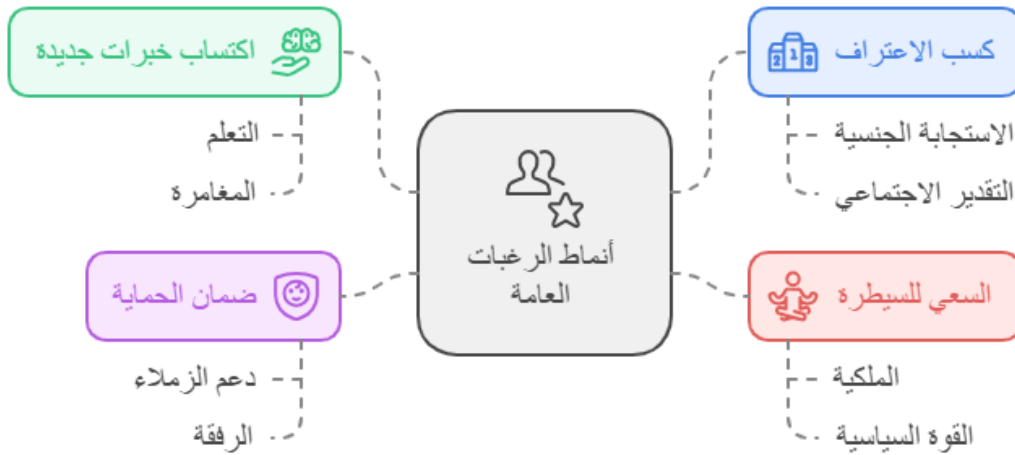 أنماط الرغبات
العامة
كسب الاعتراف
الاستجابة الجنسية
التقدير الاجتماعي
السعي للسيطرة
الملكية
القوة السياسية
اكتساب خبرات جديدة
التعلم
المغامرة
ضمان الحماية
دعم الزملاء
الرفقة